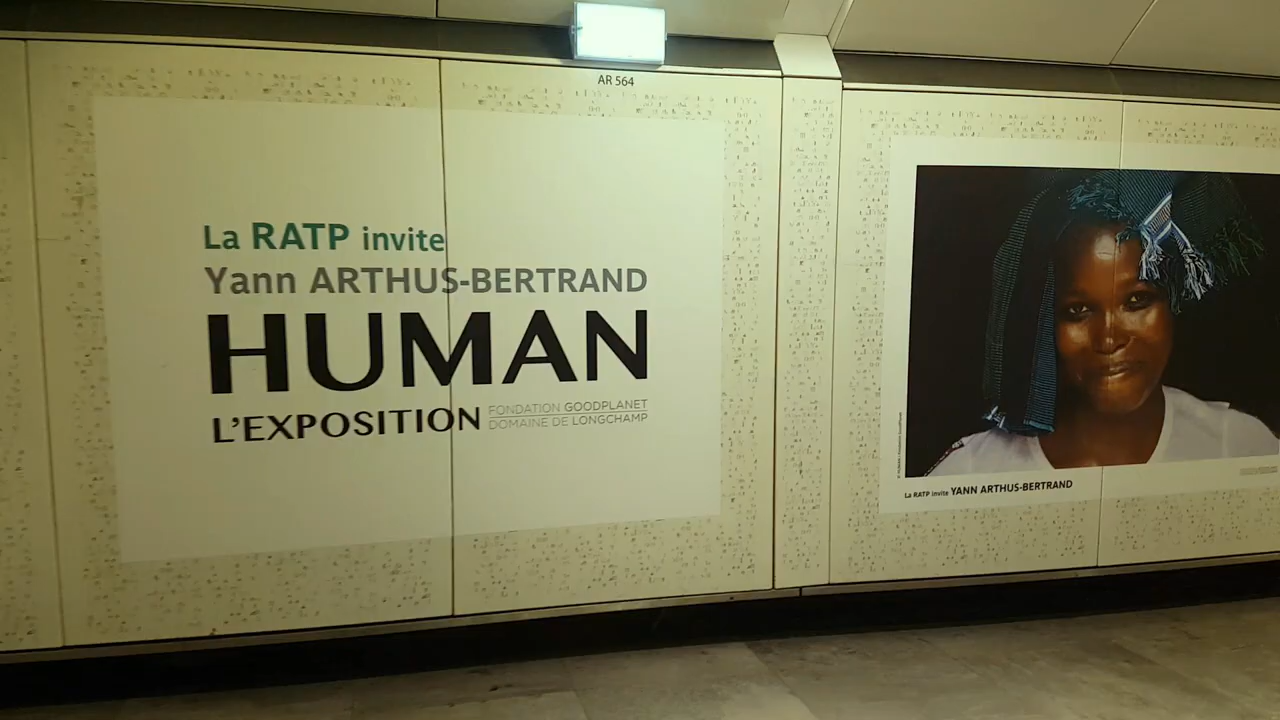 AR 564
La RATP invite
Yann ARTHUS-BERTRAND
HUMAN
L'EXPOSITION
FONDATION GOODPLANET
DOMAINE DE LONGCHAMP
La RATP invite YANN ARTHUS-BERTRAND